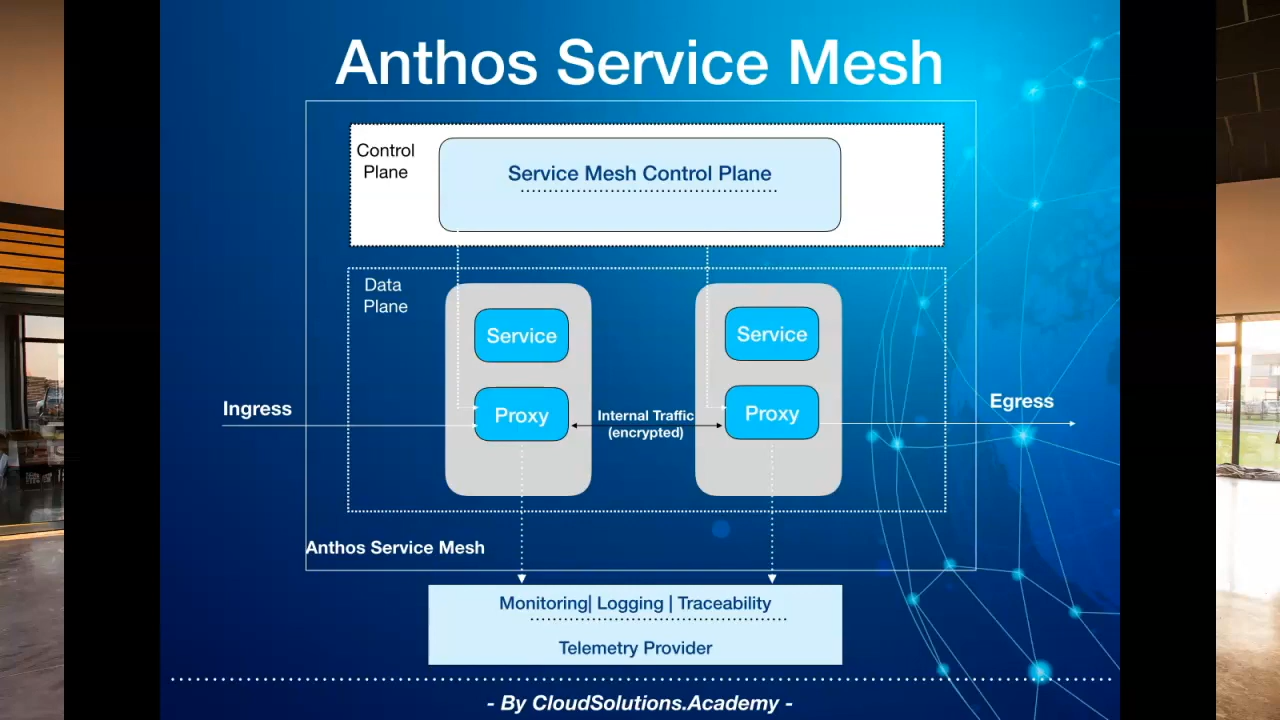 Anthos Service Mesh
Control
Plane
Service Mesh Control Plane
Data
Plane
Service
Service
Ingress
Proxy
Internal Traffic
(encrypted)
Proxy
Egress
Anthos Service Mesh
Monitoring| Logging | Traceability
Telemetry Provider
- By CloudSolutions.Academy -